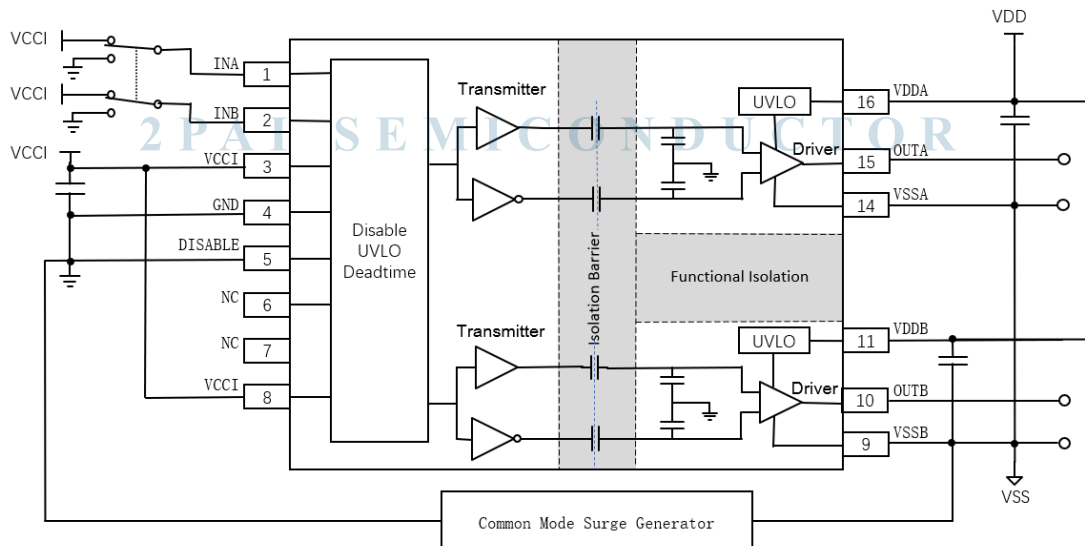 VDD
VCCI
INA
1
VCCI
INB
2
2PAI SEMICONDUCTOR
VCCI
VCCI
3
GND
4
DISABLE
5
NC
6
NC
7
VCCI
8
Disable
UVLO
Deadtime
Transmitter
Isolation Barrier
UVLO
16
VDDA
Driver
15
OUTA
14
VSSA
Functional Isolation
Transmitter
UVLO
11
VDDB
Driver
10
OUTB
9
VSSB
VSS
Common Mode Surge Generator